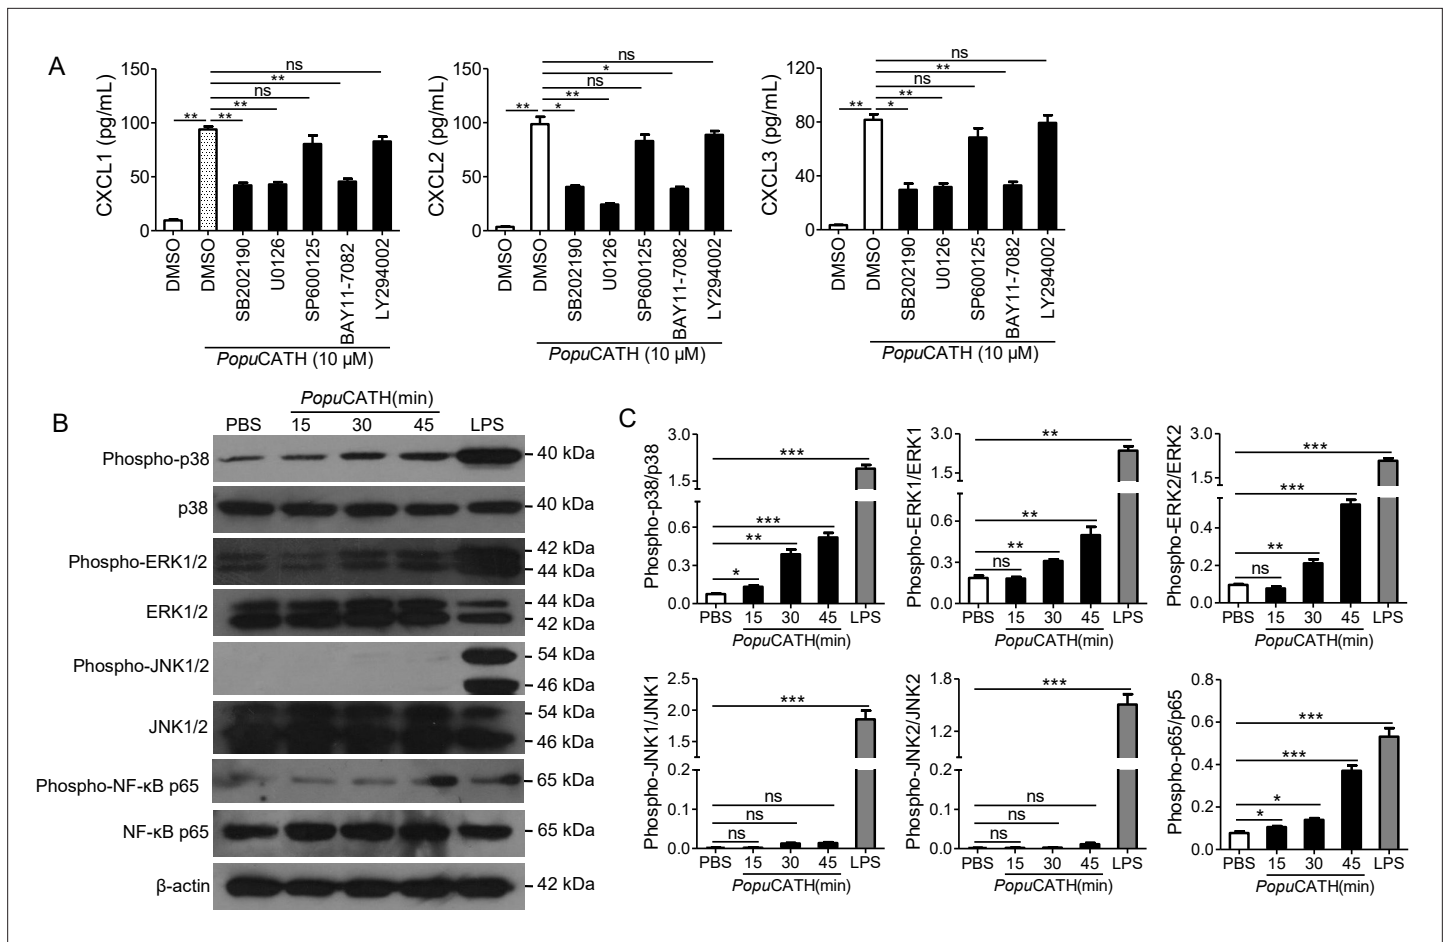 A
CXCL1 (pg/mL)
150
100
50
0
ns
**
ns
**
** **
DMSO
DMSO
SB202190
U0126
SP600125
BAY11-7082
LY294002
PopuCATH (10 µM)
CXCL2 (pg/mL)
150
100
50
0
ns
*
ns
**
** *
DMSO
DMSO
SB202190
U0126
SP600125
BAY11-7082
LY294002
PopuCATH (10 µM)
CXCL3 (pg/mL)
120
80
40
0
ns
**
ns
**
** *
DMSO
DMSO
SB202190
U0126
SP600125
BAY11-7082
LY294002
PopuCATH (10 µM)
B
PopuCATH(min)
PBS 15 30 45 LPS
Phospho-p38 40 kDa
p38 40 kDa
Phospho-ERK1/2 42 kDa
44 kDa
ERK1/2 44 kDa
42 kDa
Phospho-JNK1/2 54 kDa
46 kDa
JNK1/2 54 kDa
46 kDa
Phospho-NF-κB p65 65 kDa
NF-κB p65 65 kDa
β-actin 42 kDa
C
Phospho-p38/p38
3.0
1.5
0.6
0.3
0.0
***
***
**
*
PBS 15 30 45 LPS
PopuCATH(min)
Phospho-ERK1/ERK1
3.0
1.5
0.6
0.3
0.0
**
**
**
ns
PBS 15 30 45 LPS
PopuCATH(min)
Phospho-ERK2/ERK2
3.0
1.5
0.4
0.2
0.0
***
***
**
ns
PBS 15 30 45 LPS
PopuCATH(min)
Phospho-JNK1/JNK1
2.5
2.0
1.5
0.2
0.1
0.0
***
ns
ns
ns
PBS 15 30 45 LPS
PopuCATH(min)
Phospho-JNK2/JNK2
1.8
1.2
0.2
0.1
0.0
***
ns
ns
ns
PBS 15 30 45 LPS
PopuCATH(min)
Phospho-p65/p65
0.8
0.6
0.4
0.2
0.0
***
***
*
*
PBS 15 30 45 LPS
PopuCATH(min)